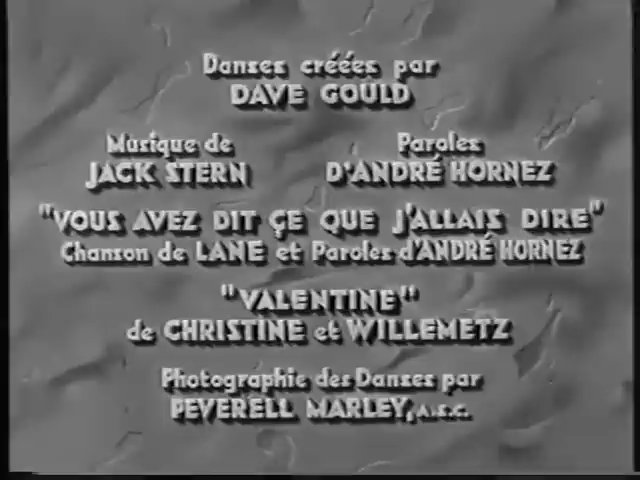 Danses créées par
DAVE GOULD
Musique de
JACK STERN
Paroles
D'ANDRÉ HORNEZ
"VOUS AVEZ DIT ÇE QUE J'ALLAIS DIRE"
Chanson de LANE et Paroles d'ANDRÉ HORNEZ
"VALENTINE"
de CHRISTINE et WILLEMETZ
Photographie des Danses par
PEVERELL MARLEY, A.S.C.